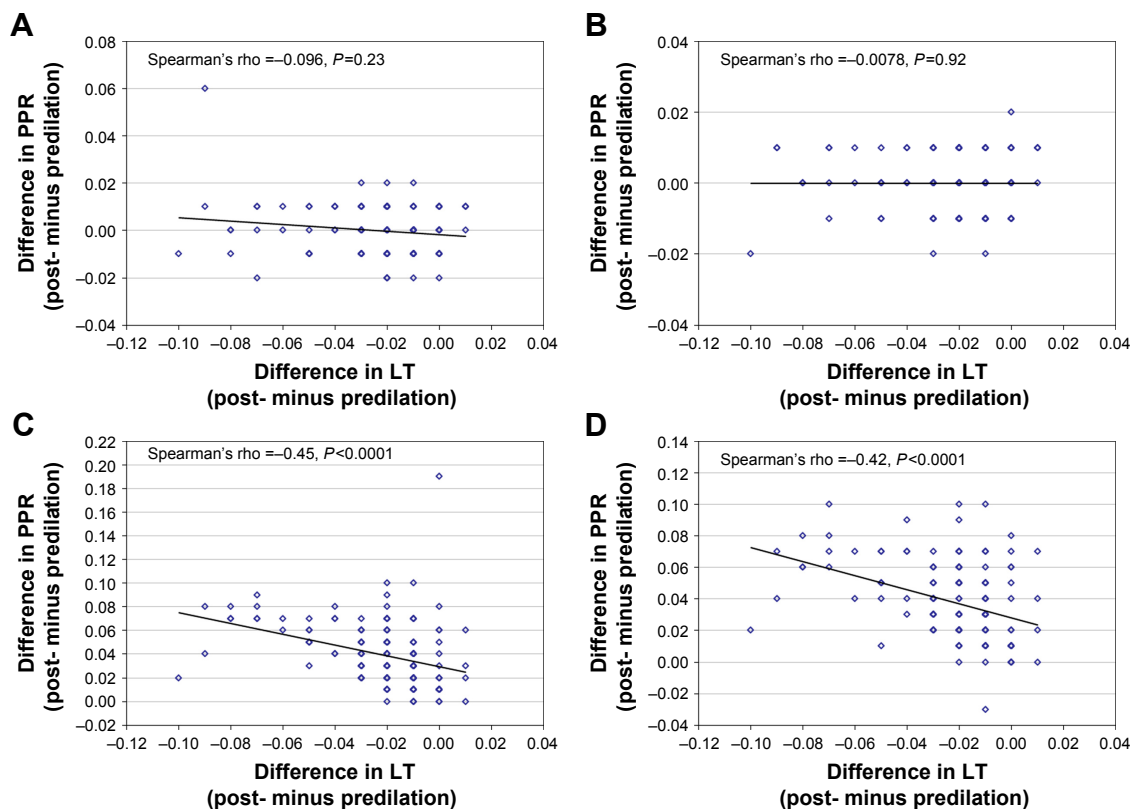 A
Spearman's rho =–0.096, P=0.23
Difference in PPR
(post- minus predilation)
0.08
0.06
0.04
0.02
0.00
–0.02
–0.04
–0.12 –0.10 –0.08 –0.06 –0.04 –0.02 0.00 0.02 0.04
Difference in LT
(post- minus predilation)
B
Spearman's rho =–0.0078, P=0.92
Difference in PPR
(post- minus predilation)
0.04
0.02
0.00
–0.02
–0.04
–0.12 –0.10 –0.08 –0.06 –0.04 –0.02 0.00 0.02 0.04
Difference in LT
(post- minus predilation)
C
Spearman's rho =–0.45, P<0.0001
Difference in PPR
(post- minus predilation)
0.22
0.20
0.18
0.16
0.14
0.12
0.10
0.08
0.06
0.04
0.02
0.00
–0.02
–0.12 –0.10 –0.08 –0.06 –0.04 –0.02 0.00 0.02 0.04
Difference in LT
(post- minus predilation)
D
Spearman's rho =–0.42, P<0.0001
Difference in PPR
(post- minus predilation)
0.14
0.12
0.10
0.08
0.06
0.04
0.02
0.00
–0.02
–0.04
–0.12 –0.10 –0.08 –0.06 –0.04 –0.02 0.00 0.02 0.04
Difference in LT
(post- minus predilation)